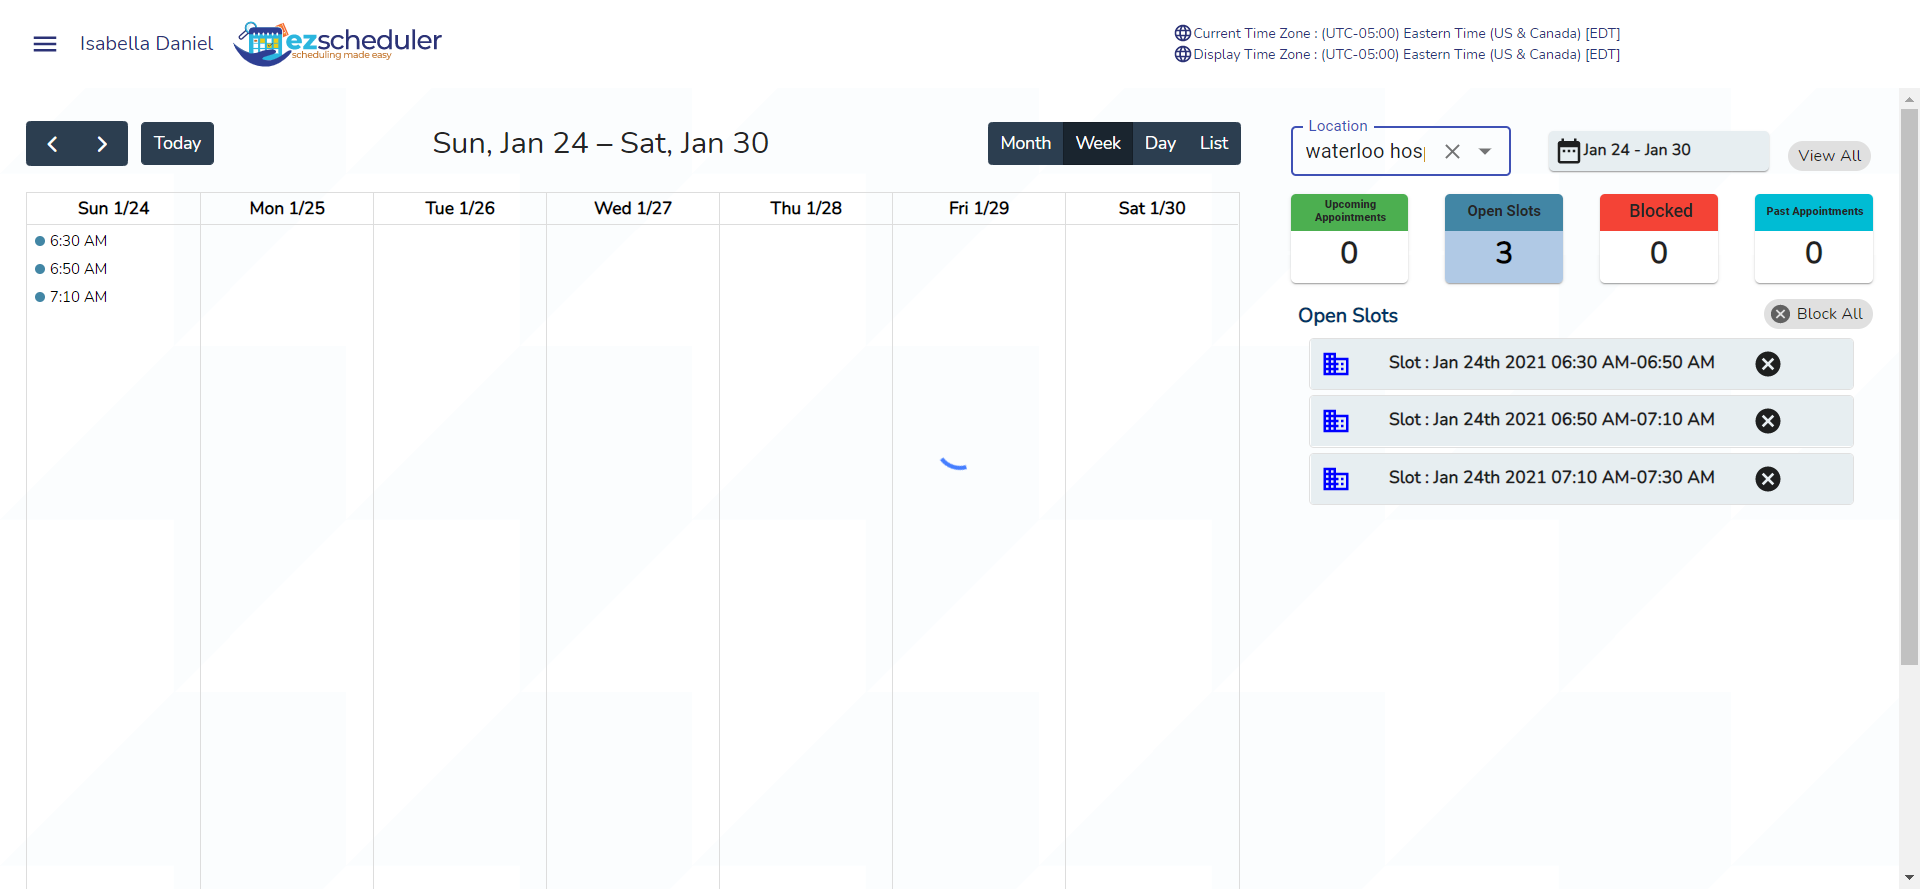 Isabella Daniel
ezscheduler
scheduling made easy
Current Time Zone : (UTC-05:00) Eastern Time (US & Canada) [EDT]
Display Time Zone : (UTC-05:00) Eastern Time (US & Canada) [EDT]
Today
Sun, Jan 24 – Sat, Jan 30
Month Week Day List
Location
waterloo hos
Jan 24 - Jan 30
View All
Sun 1/24 Mon 1/25 Tue 1/26 Wed 1/27 Thu 1/28 Fri 1/29 Sat 1/30
6:30 AM
6:50 AM
7:10 AM
Upcoming
Appointments
0
Open Slots
3
Blocked
0
Past Appointments
0
Open Slots
Block All
Slot : Jan 24th 2021 06:30 AM-06:50 AM
Slot : Jan 24th 2021 06:50 AM-07:10 AM
Slot : Jan 24th 2021 07:10 AM-07:30 AM